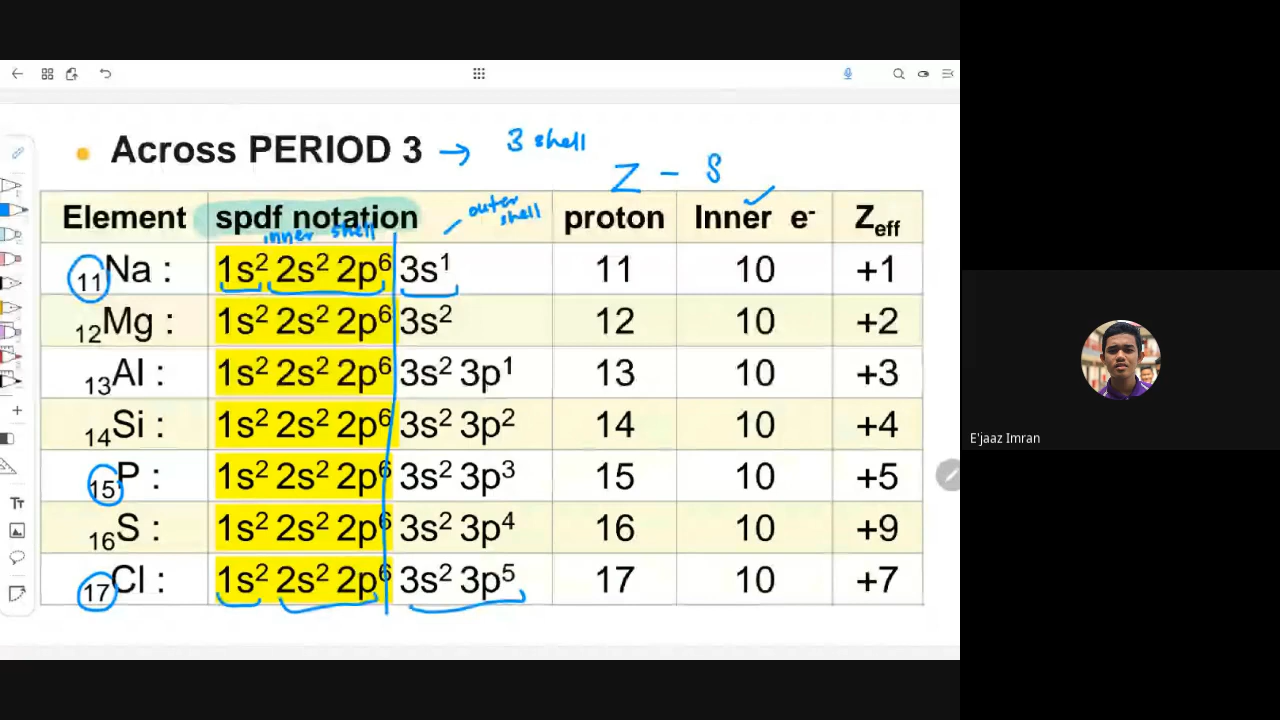 • Across PERIOD 3 → 3 shell
Z – S
Element spdf notation proton Inner e⁻ Zeff
inner shell outer shell
₁₁Na : 1s² 2s² 2p⁶ 3s¹ 11 10 +1
₁₂Mg : 1s² 2s² 2p⁶ 3s² 12 10 +2
₁₃Al : 1s² 2s² 2p⁶ 3s² 3p¹ 13 10 +3
₁₄Si : 1s² 2s² 2p⁶ 3s² 3p² 14 10 +4
₁₅P : 1s² 2s² 2p⁶ 3s² 3p³ 15 10 +5
₁₆S : 1s² 2s² 2p⁶ 3s² 3p⁴ 16 10 +9
₁₇Cl : 1s² 2s² 2p⁶ 3s² 3p⁵ 17 10 +7
Tт
E'jaaz Imran